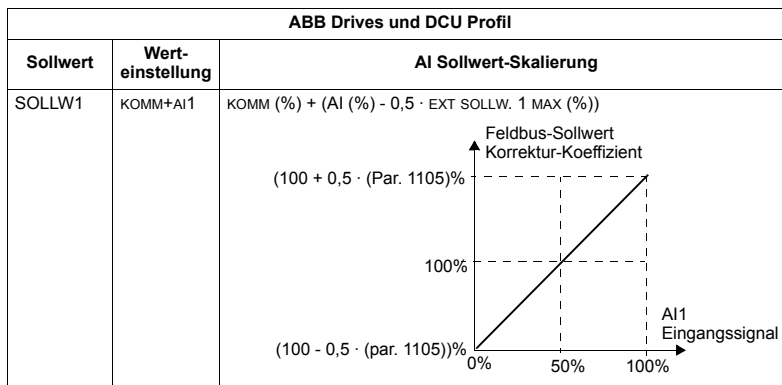 ABB Drives und DCU Profil
Sollwert
Wert-
einstellung
AI Sollwert-Skalierung
SOLLW1
KOMM+AI1
KOMM (%) + (AI (%) - 0,5 · EXT SOLLW. 1 MAX (%))
Feldbus-Sollwert
Korrektur-Koeffizient
(100 + 0,5 · (Par. 1105)%
100%
(100 - 0,5 · (par. 1105))%
AI1
Eingangssignal
0%
50%
100%